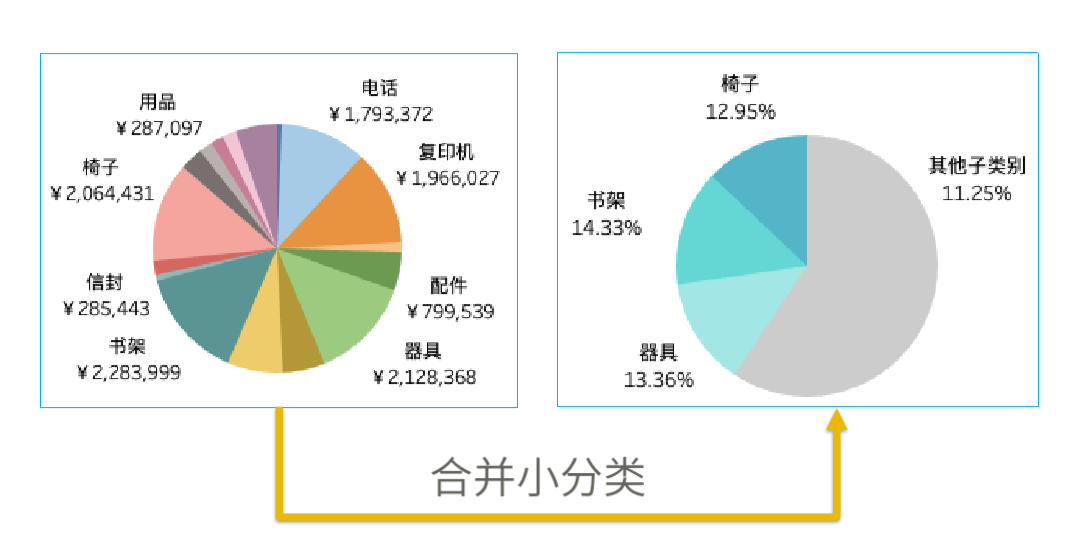 用品
¥287,097
电话
¥1,793,372
复印机
¥1,966,027
椅子
¥2,064,431
信封
¥285,443
配件
¥799,539
书架
¥2,283,999
器具
¥2,128,368
椅子
12.95%
其他子类别
11.25%
书架
14.33%
器具
13.36%
合并小分类